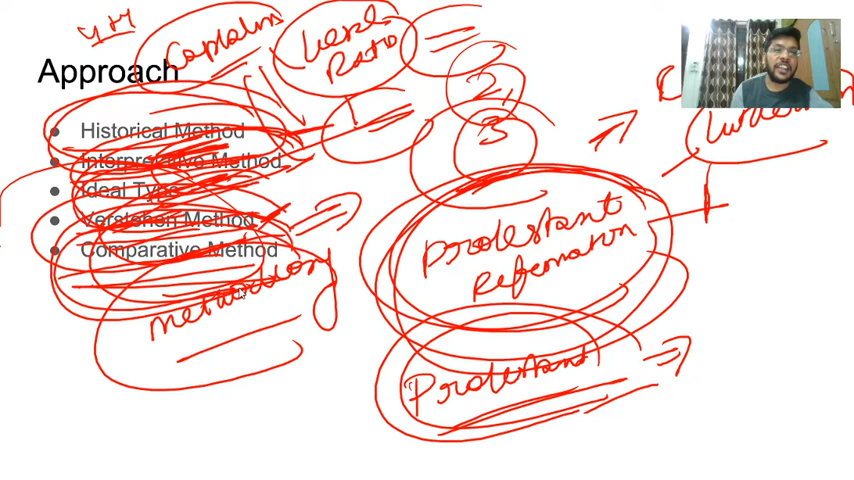 Capitalism
Approach
Ratio
1
2,
3
● Historical Method
● Interpretative Method
● Ideal Type
● Verstehen Method
● Comparative Method
Protestant
Reformation
Methodology
Protestant